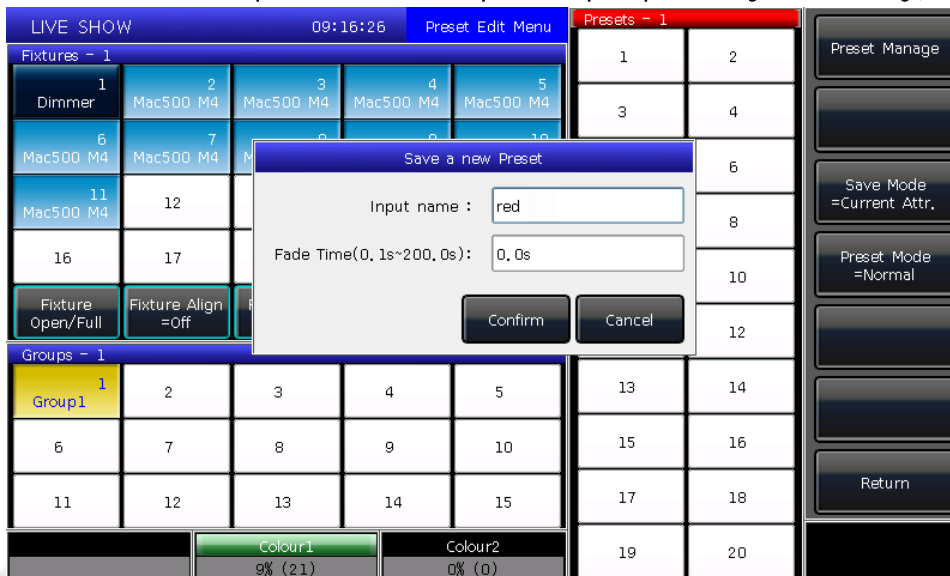 LIVE SHOW 09:16:26 Preset Edit Menu
Fixtures - 1
1
Dimmer
2
Mac500 M4
3
Mac500 M4
4
Mac500 M4
5
Mac500 M4
6
Mac500 M4
7
Mac500 M4
11
Mac500 M4
12
16
17
Fixture
Open/Full
Fixture Align
=Off
Save a new Preset
Input name : red
Fade Time(0.1s~200.0s): 0.0s
Confirm Cancel
Groups - 1
1
Group1
2 3 4 5
6 7 8 9 10
11 12 13 14 15
Colour1
9% (21)
Colour2
0% (0)
Presets - 1
1 2
3 4
6
8
10
12
13 14
15 16
17 18
19 20
Preset Manage
Save Mode
=Current Attr.
Preset Mode
=Normal
Return